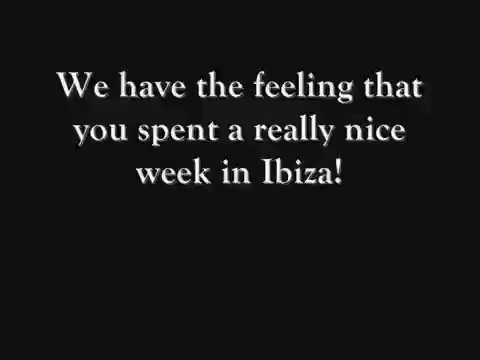 We have the feeling that
you spent a really nice
week in Ibiza!